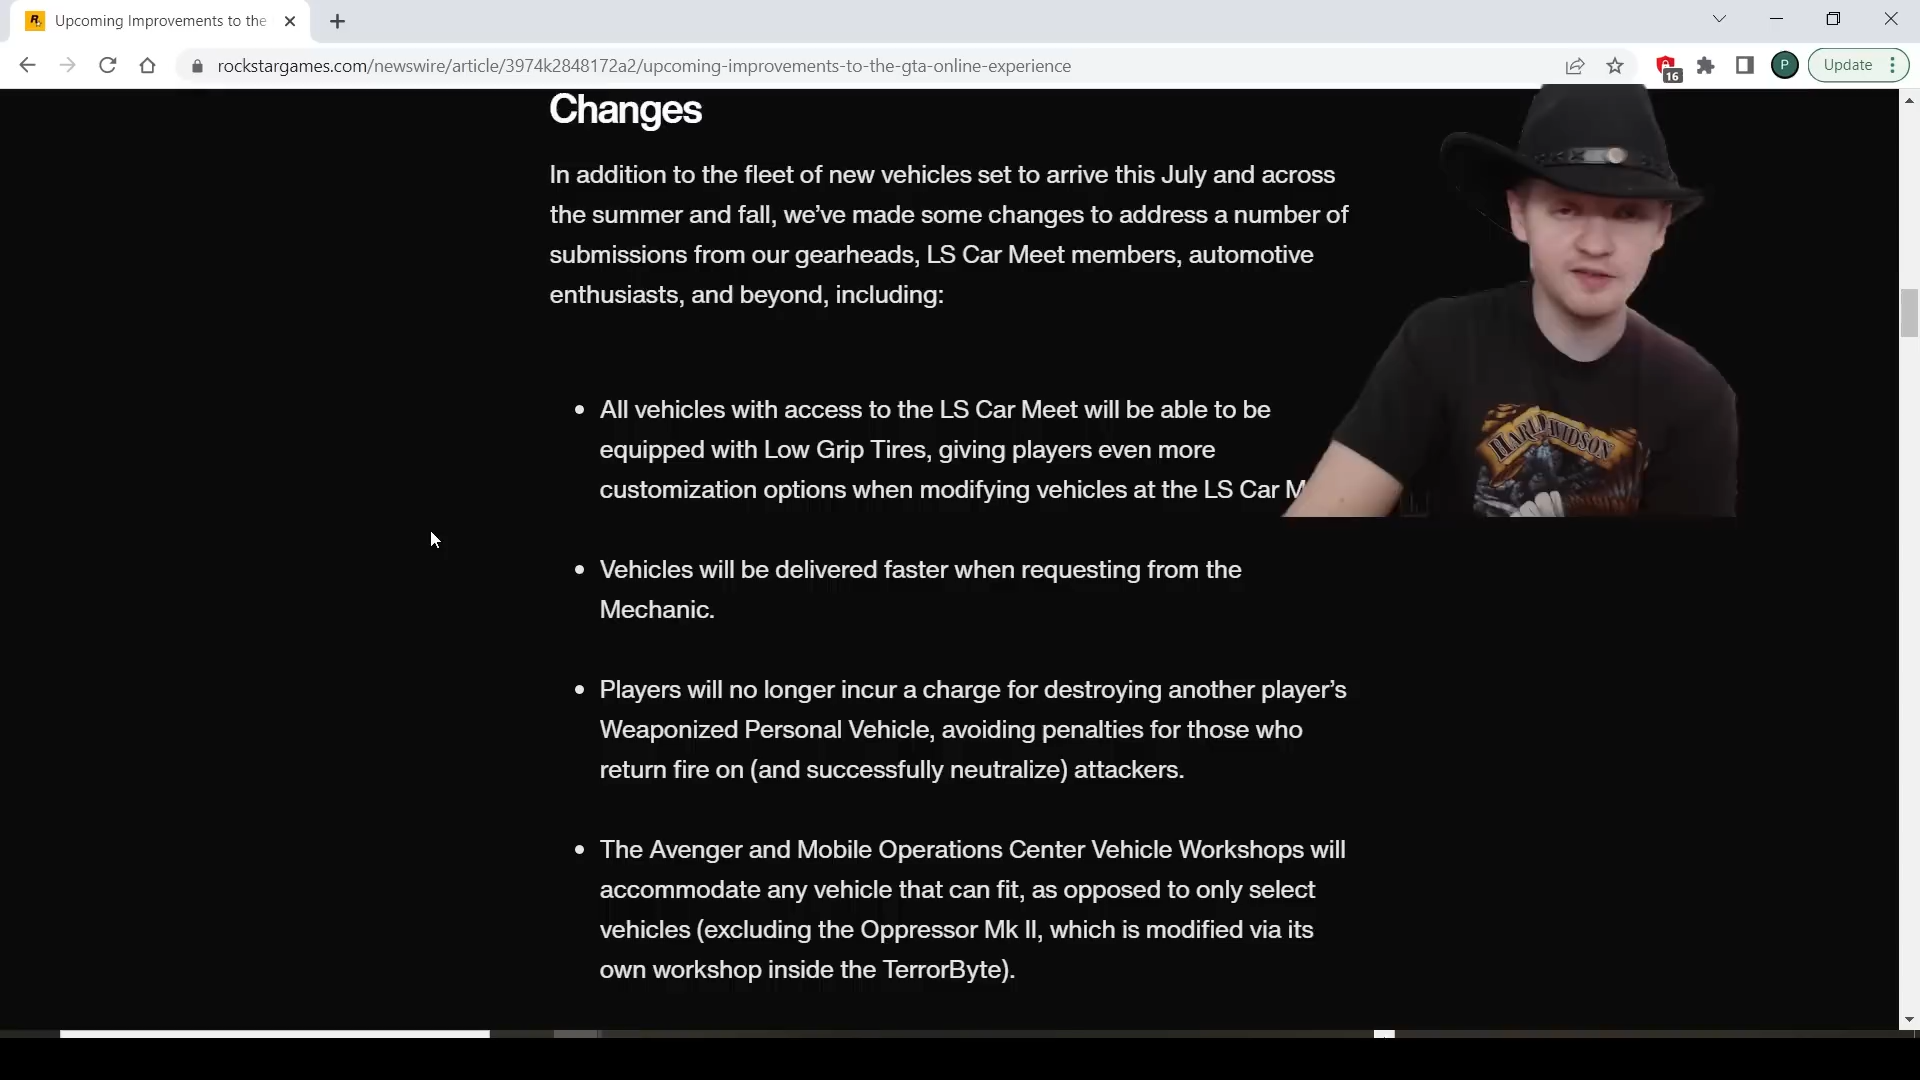 Upcoming Improvements to the
rockstargames.com/newswire/article/3974k2848172a2/upcoming-improvements-to-the-gta-online-experience
16
P
Update
Changes
In addition to the fleet of new vehicles set to arrive this July and across
the summer and fall, we’ve made some changes to address a number of
submissions from our gearheads, LS Car Meet members, automotive
enthusiasts, and beyond, including:
• All vehicles with access to the LS Car Meet will be able to be
equipped with Low Grip Tires, giving players even more
customization options when modifying vehicles at the LS Car M
HARLEY-DAVIDSON
• Vehicles will be delivered faster when requesting from the
Mechanic.
• Players will no longer incur a charge for destroying another player’s
Weaponized Personal Vehicle, avoiding penalties for those who
return fire on (and successfully neutralize) attackers.
• The Avenger and Mobile Operations Center Vehicle Workshops will
accommodate any vehicle that can fit, as opposed to only select
vehicles (excluding the Oppressor Mk II, which is modified via its
own workshop inside the TerrorByte).